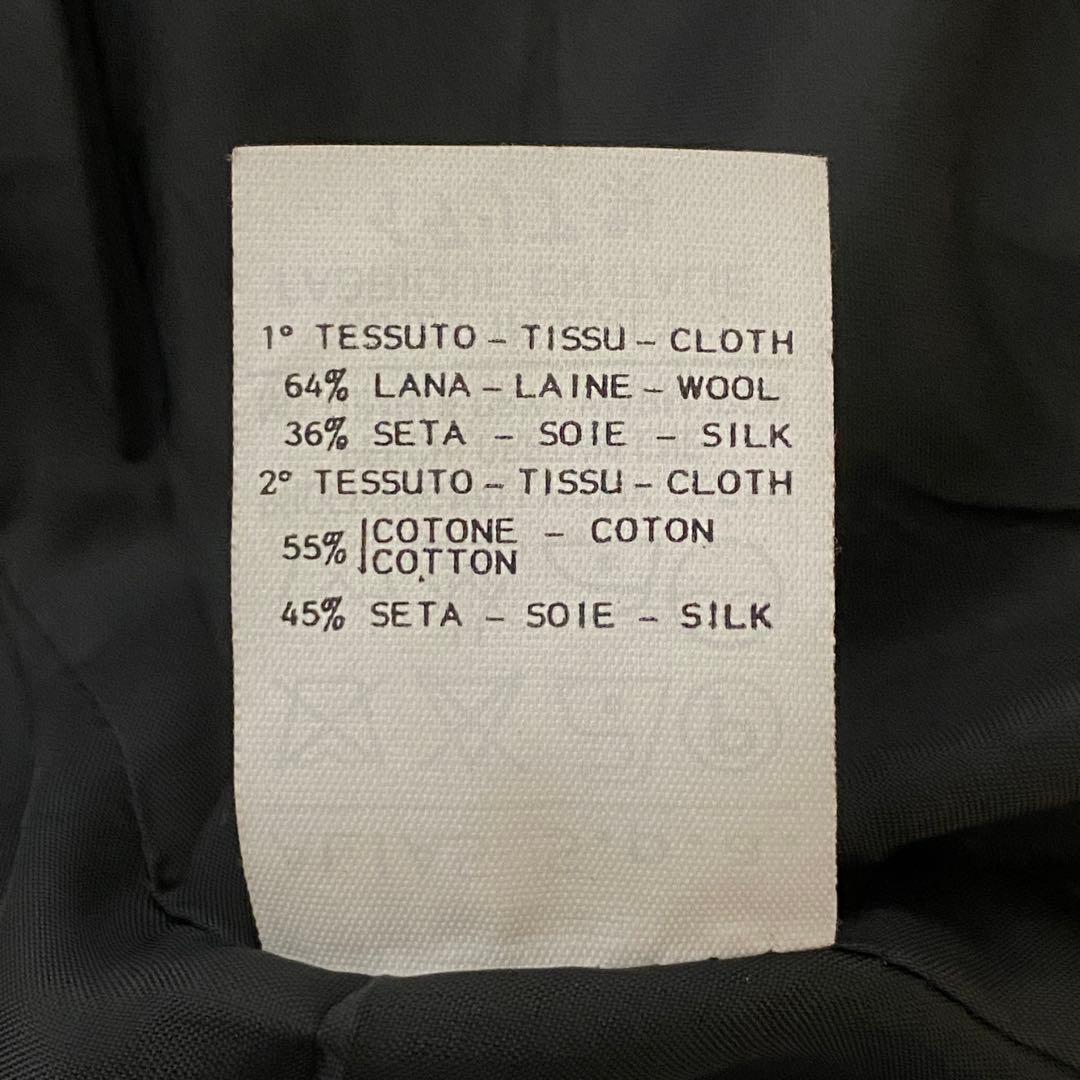 1° TESSUTO - TISSU - CLOTH
64% LANA - LAINE - WOOL
36% SETA - SOIE - SILK
2° TESSUTO - TISSU - CLOTH
55% COTONE - COTON
COTTON
45% SETA - SOIE - SILK